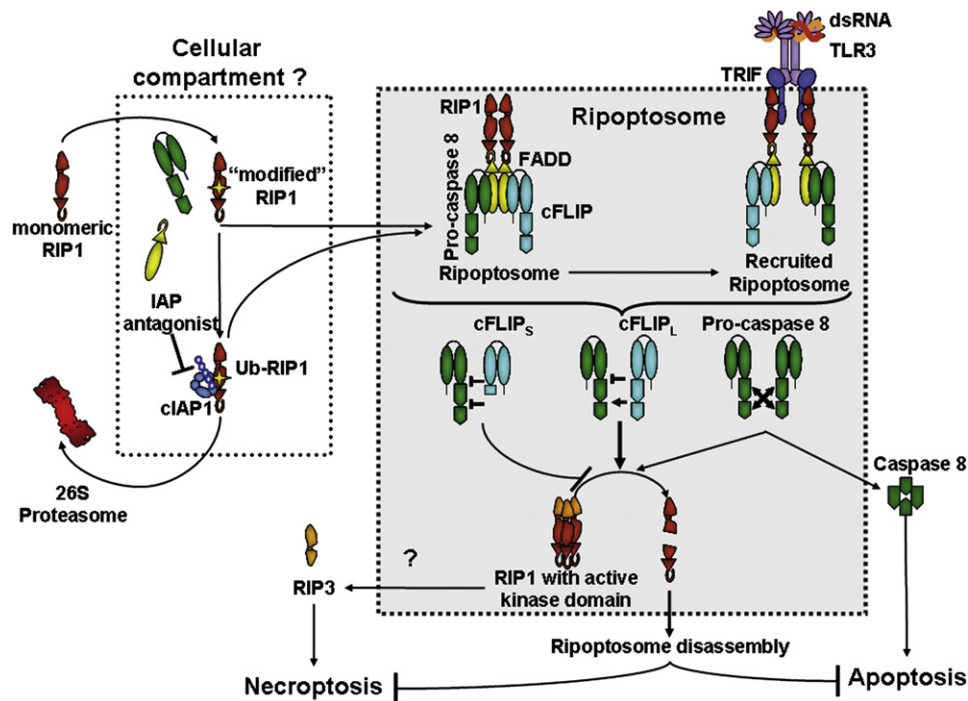 Cellular
compartment ?
dsRNA
TLR3
TRIF
Ripoptosome
RIP1
FADD
Pro-caspase 8
cFLIP
"modified"
RIP1
monomeric
RIP1
Ripoptosome
Recruited
Ripoptosome
IAP
antagonist
Ub-RIP1
cIAP1
cFLIPS
cFLIPL
Pro-caspase 8
26S
Proteasome
Caspase 8
?
RIP3
RIP1 with active
kinase domain
Ripoptosome disassembly
Necroptosis
Apoptosis